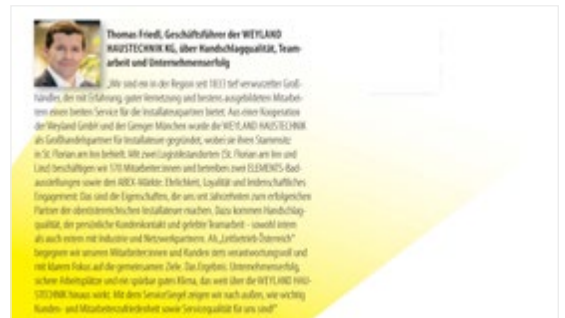 Thomas Friedl, Geschäftsführer der WEYLAND
HAUSTECHNIK KG, über Handschlagqualität, Team-
arbeit und Unternehmenserfolg
„Wir sind ein in der Region seit 1833 tief verwurzelter Groß-
händler, der mit Erfahrung, guter Vernetzung und bestens ausgebildeten Mitarbei-
tern einen breiten Service für die Installateurpartner bietet. Aus einer Kooperation
der Weyland GmbH und der Gienger München wurde die WEYLAND HAUSTECHNIK
als Großhandelspartner für Installateure gegründet, wobei sie ihren Stammsitz
in St. Florian am Inn behielt. Mit zwei Logistikstandorten (St. Florian am Inn und
Linz) beschäftigen wir 170 Mitarbeiter:innen und betreiben zwei ELEMENTS-Bad-
ausstellungen sowie drei ABEX-Märkte. Ehrlichkeit, Loyalität und leidenschaftliches
Engagement: Das sind die Eigenschaften, die uns seit Jahrzehnten zum erfolgreichen
Partner der oberösterreichischen Installateure machen. Dazu kommen Handschlag-
qualität, der persönliche Kundenkontakt und gelebte Teamarbeit – sowohl intern
als auch extern mit Industrie und Netzwerkpartnern. Als „Leitbetrieb Österreich“
begegnen wir unseren Mitarbeiter:innen und Kunden stets verantwortungsvoll und
mit klarem Fokus auf die gemeinsamen Ziele. Das Ergebnis: Unternehmenserfolg,
sichere Arbeitsplätze und ein spürbar gutes Klima, das weit über die WEYLAND HAU-
STECHNIK hinaus wirkt. Mit dem ServiceSiegel zeigen wir nach außen, wie wichtig
Kunden- und Mitarbeiterzufriedenheit sowie Servicequalität für uns sind!“